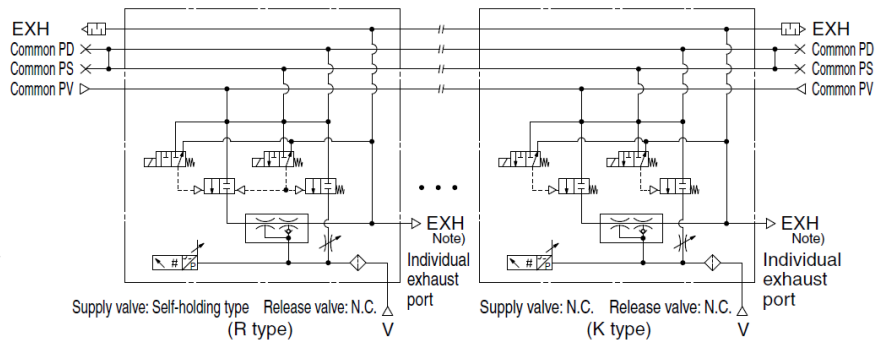 EXH
Common PD
Common PS
Common PV
EXH
Common PD
Common PS
Common PV
EXH
Note)
Individual
exhaust
port
# P
Supply valve: Self-holding type Release valve: N.C.
(R type)
V
EXH
Note)
Individual
exhaust
port
# P
Supply valve: N.C. Release valve: N.C.
(K type)
V